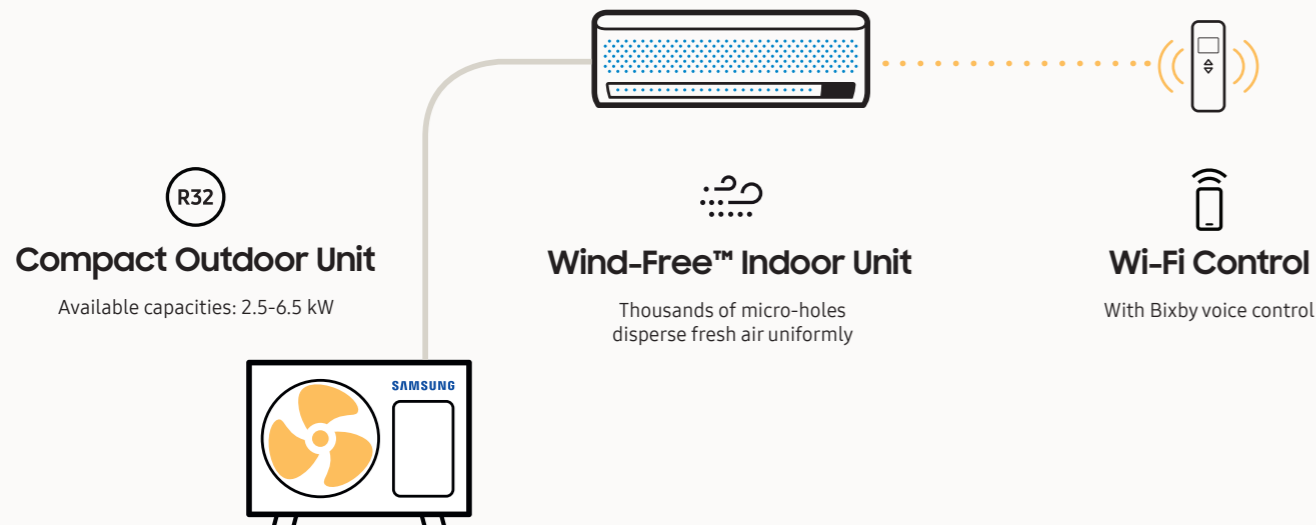 R32
Compact Outdoor Unit
Available capacities: 2.5-6.5 kW
Wind-Free™ Indoor Unit
Thousands of micro-holes
disperse fresh air uniformly
Wi-Fi Control
With Bixby voice control
SAMSUNG